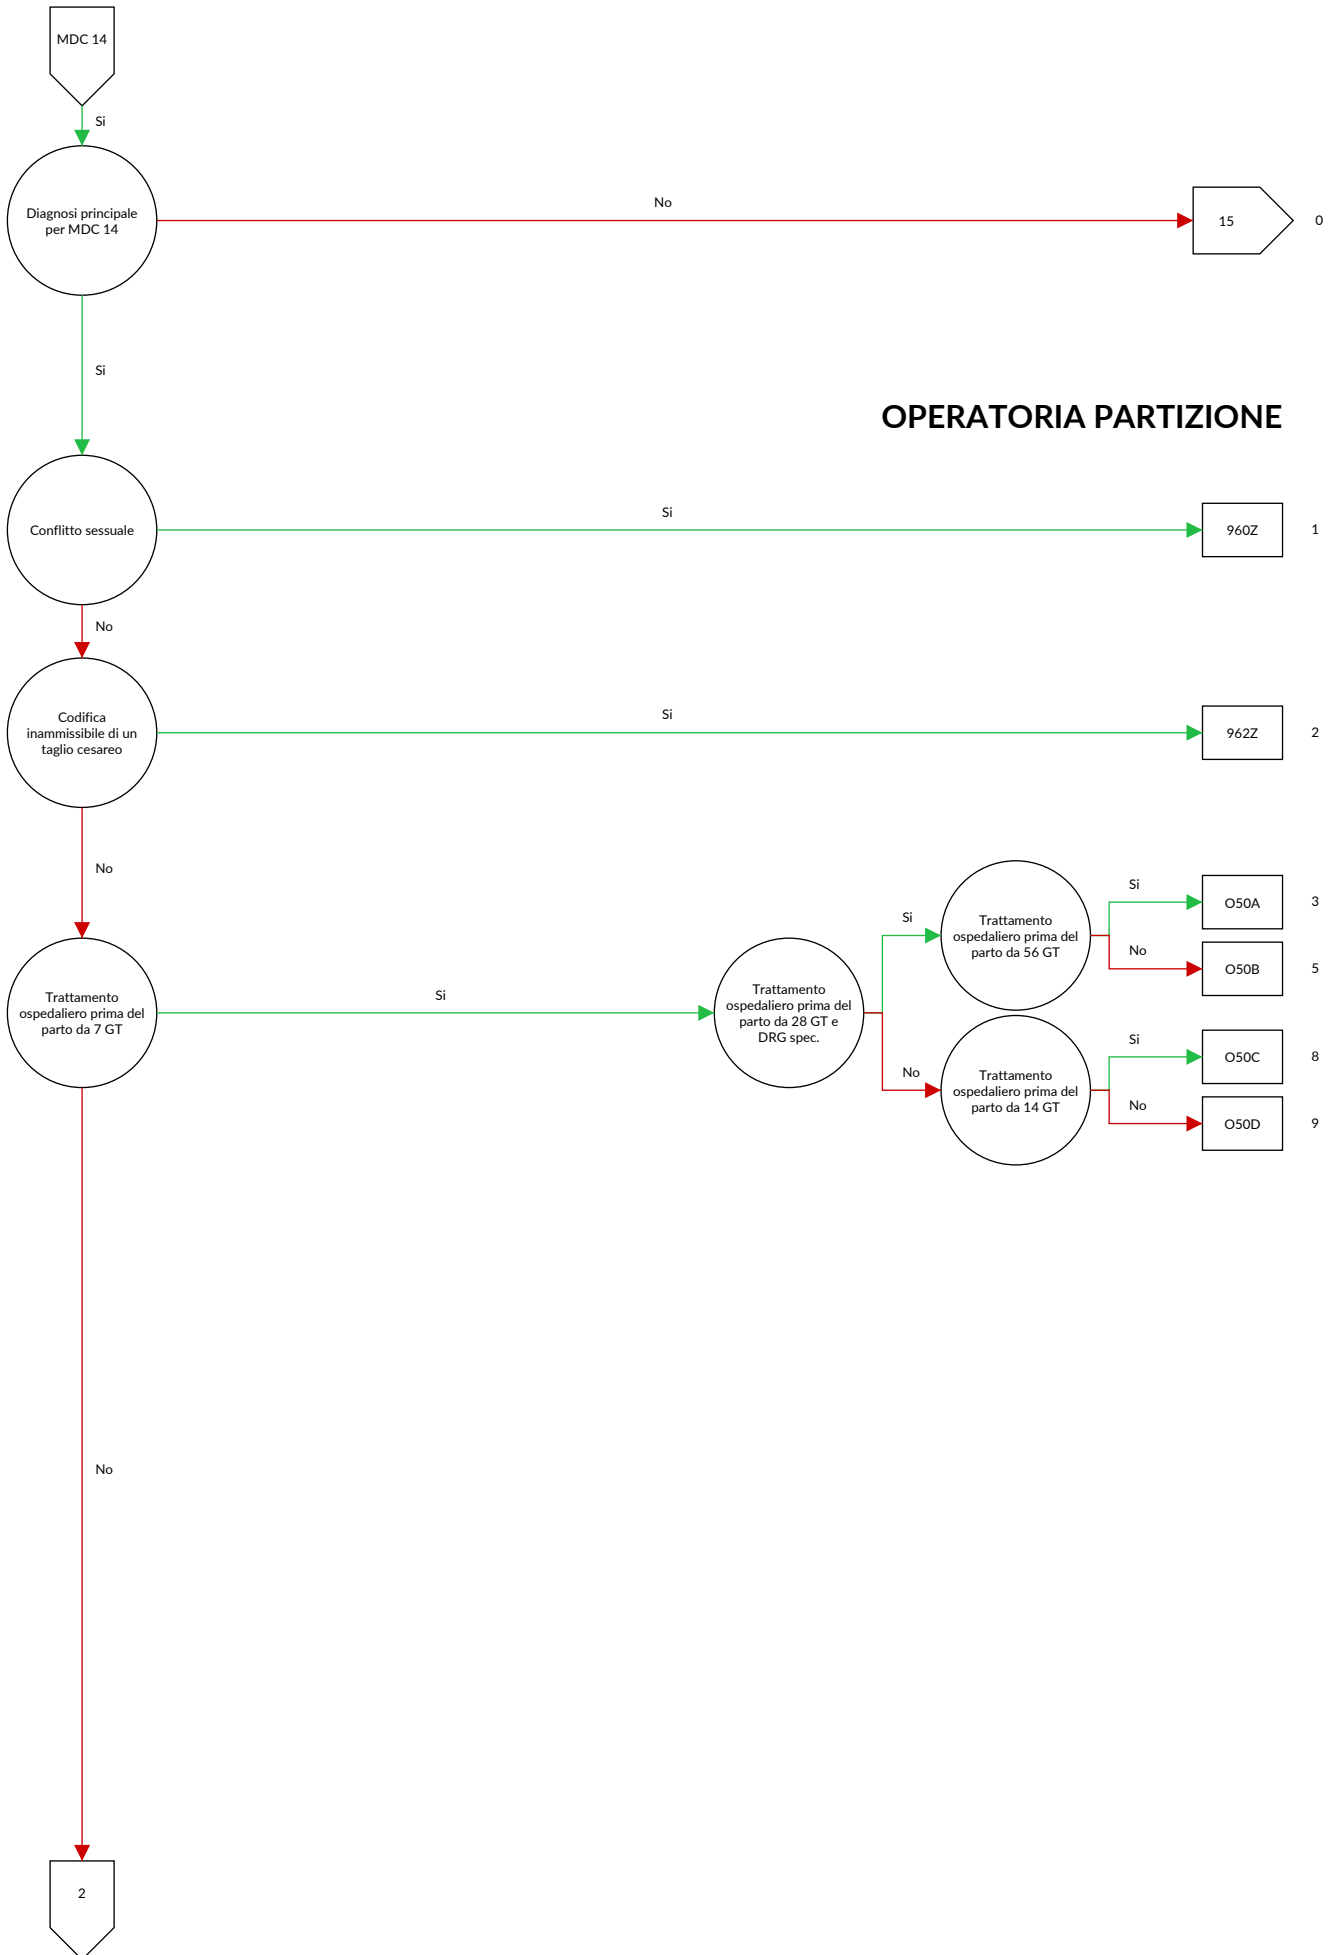 MDC 14
Si
Diagnosi principale
per MDC 14
No
15
0
Si
OPERATORIA PARTIZIONE
Conflitto sessuale
Si
960Z
1
No
Codifica
inammissibile di un
taglio cesareo
Si
962Z
2
No
Trattamento
ospedaliero prima del
parto da 7 GT
Si
Trattamento
ospedaliero prima del
parto da 28 GT e
DRG spec.
Si
Trattamento
ospedaliero prima del
parto da 56 GT
Si
O50A
3
No
O50B
5
No
Trattamento
ospedaliero prima del
parto da 14 GT
Si
O50C
8
No
O50D
9
No
2